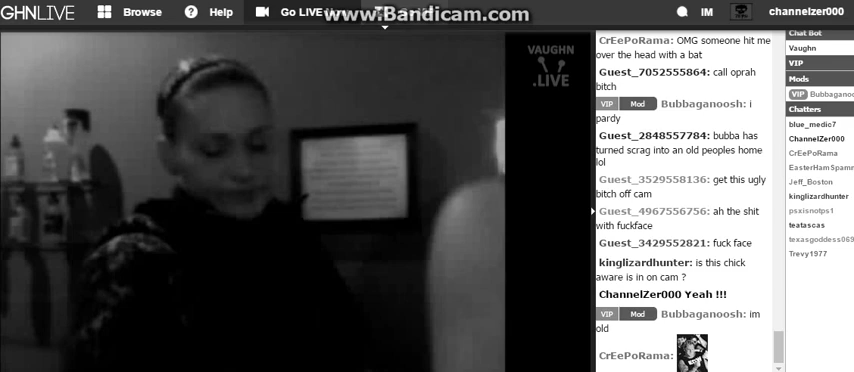 GHNLIVE Browse Help Go LIVE www.Bandicam.com IM channelzer000
VAUGHN
.LIVE
CrEePoRama: OMG someone hit me
over the head with a bat
Guest_7052555864: call oprah
bitch
VIP Mod Bubbaganoosh: i
pardy
Guest_2848557784: bubba has
turned scrag into an old peoples home
lol
Guest_3529558136: get this ugly
bitch off cam
Guest_4967556756: ah the shit
with fuckface
Guest_3429552821: fuck face
kinglizardhunter: is this chick
aware is in on cam ?
ChannelZer000 Yeah !!!
VIP Mod Bubbaganoosh: im
old
CrEePoRama:
Chat Bot
Vaughn
VIP
Mods
VIP Bubbaganoo
Chatters
blue_medic7
ChannelZer000
CrEePoRama
EasterHamSpamm
Jeff_Boston
kinglizardhunter
psxisnotps1
teatascas
texasgoddess069
Trevy1977